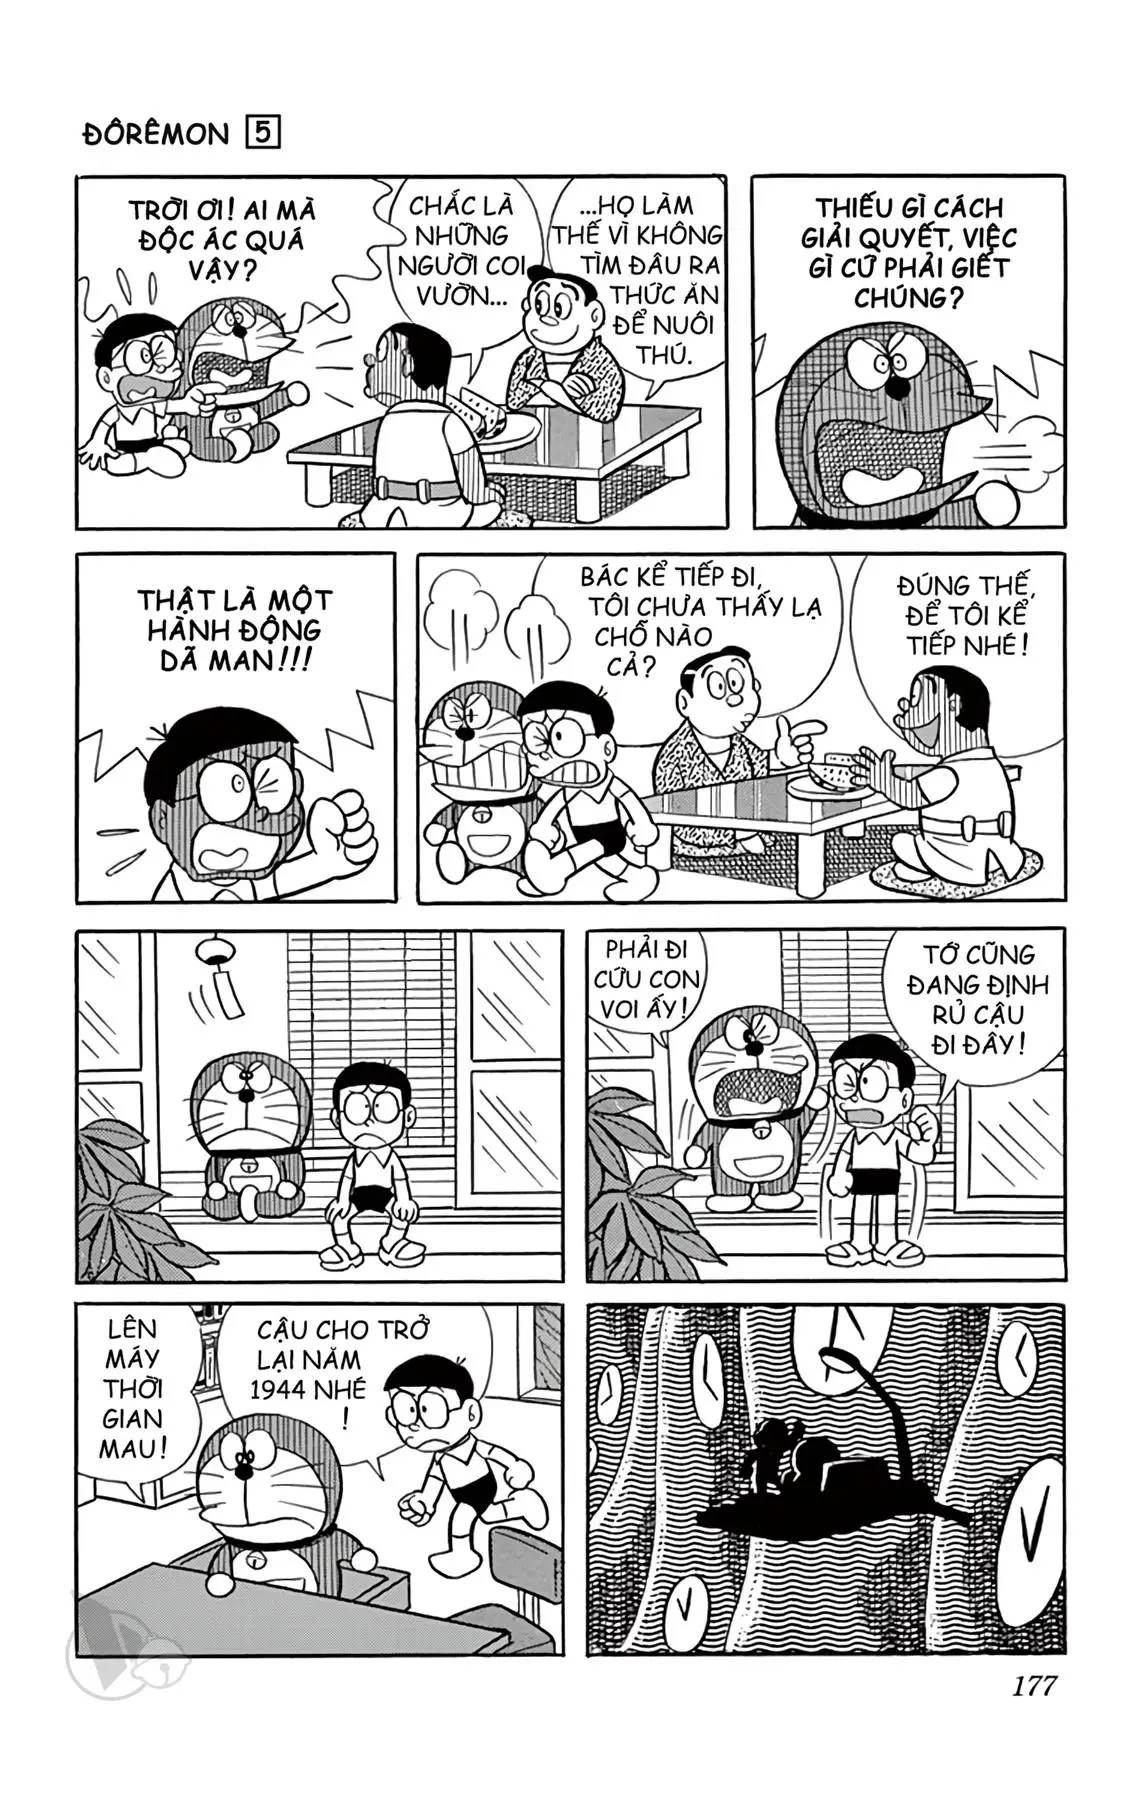 ĐÔRÊMON 5
TRỜI ƠI! AI MÀ
ĐỘC ÁC QUÁ
VẬY?
CHẮC LÀ
NHỮNG
NGƯỜI COI
VƯỜN...
...HỌ LÀM
THẾ VÌ KHÔNG
TÌM ĐÂU RA
THỨC ĂN
ĐỂ NUÔI
THÚ.
THIẾU GÌ CÁCH
GIẢI QUYẾT, VIỆC
GÌ CỨ PHẢI GIẾT
CHÚNG?
THẬT LÀ MỘT
HÀNH ĐỘNG
DÃ MAN!!!
BÁC KỂ TIẾP ĐI,
TÔI CHƯA THẤY LẠ
CHỖ NÀO
CẢ?
ĐÚNG THẾ,
ĐỂ TÔI KỂ
TIẾP NHÉ!
PHẢI ĐI
CỨU CON
VOI ẤY!
TỚ CŨNG
ĐANG ĐỊNH
RỦ CẬU
ĐI ĐÂY!
LÊN
MÁY
THỜI
GIAN
MAU!
CẬU CHO TRỞ
LẠI NĂM
1944 NHÉ
!
177